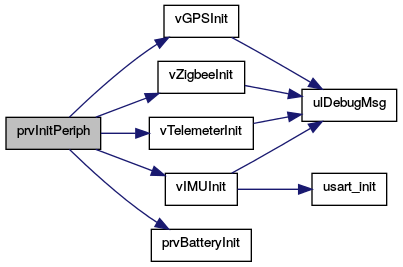 vGPSInit
vZigbeeInit
ulDebugMsg
prvInitPeriph
vTelemeterInit
vIMUInit
usart_init
prvBatteryInit